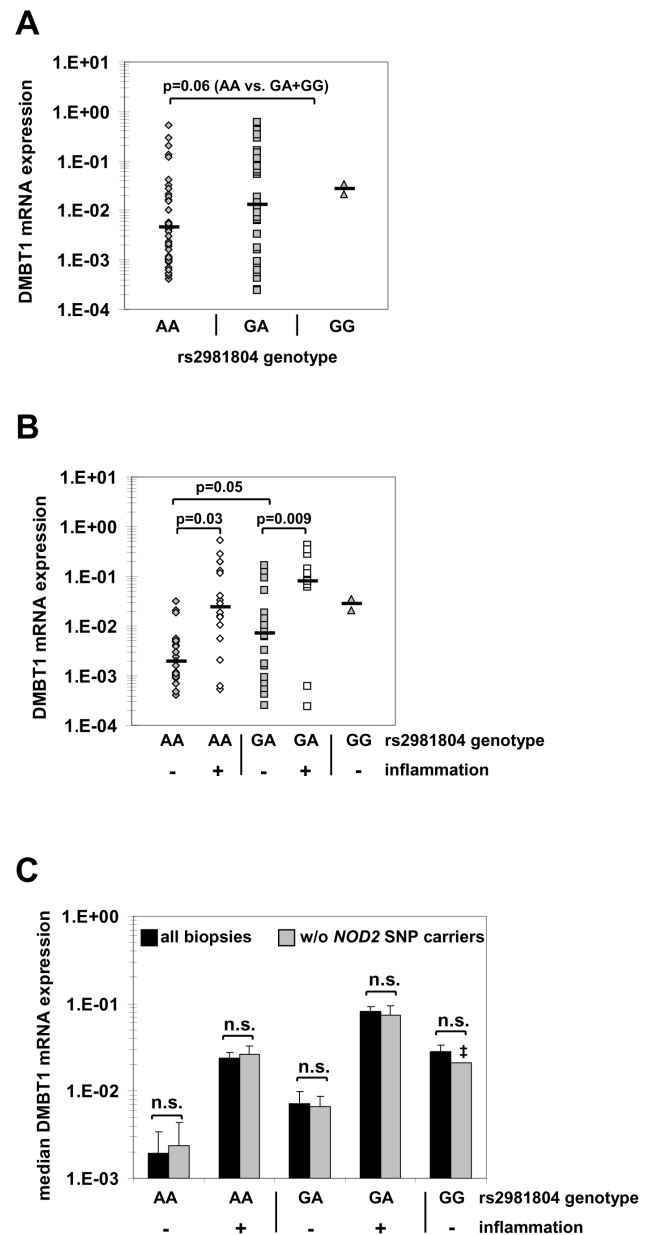 A
1.E+01
1.E+00
1.E-01
1.E-02
1.E-03
1.E-04
DMBT1 mRNA expression
p=0.06 (AA vs. GA+GG)
AA | GA | GG
rs2981804 genotype
B
1.E+01
1.E+00
1.E-01
1.E-02
1.E-03
1.E-04
DMBT1 mRNA expression
p=0.05
p=0.03 p=0.009
AA AA GA GA GG rs2981804 genotype
- + - + - inflammation
C
1.E+00
1.E-01
1.E-02
1.E-03
median DMBT1 mRNA expression
all biopsies w/o NOD2 SNP carriers
n.s. n.s. n.s. n.s. n.s.
‡
AA AA GA GA GG rs2981804 genotype
- + - + - inflammation